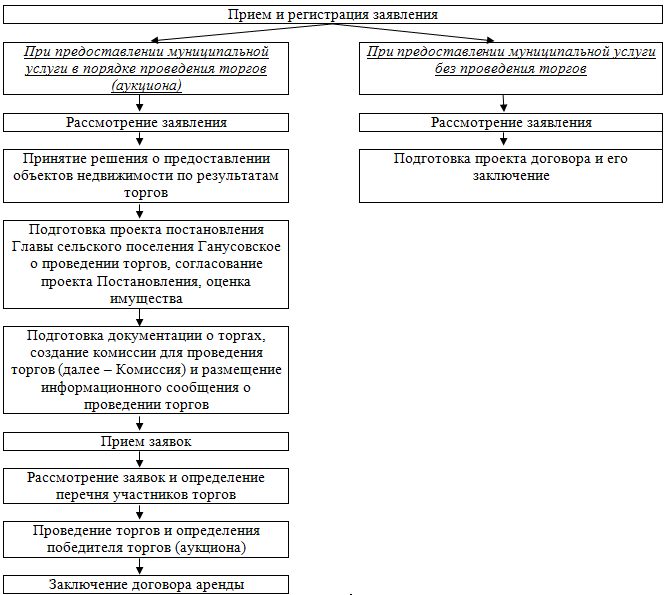 Прием и регистрация заявления
При предоставлении муниципальной
услуги в порядке проведения торгов
(аукциона)
Рассмотрение заявления
Принятие решения о предоставлении
объектов недвижимости по результатам
торгов
Подготовка проекта постановления
Главы сельского поселения Ганусовское
о проведении торгов, согласование
проекта Постановления, оценка
имущества
Подготовка документации о торгах,
создание комиссии для проведения
торгов (далее – Комиссия) и размещение
информационного сообщения о
проведении торгов
Прием заявок
Рассмотрение заявок и определение
перечня участников торгов
Проведение торгов и определения
победителя торгов (аукциона)
Заключение договора аренды
При предоставлении муниципальной услуги
без проведения торгов
Рассмотрение заявления
Подготовка проекта договора и его
заключение